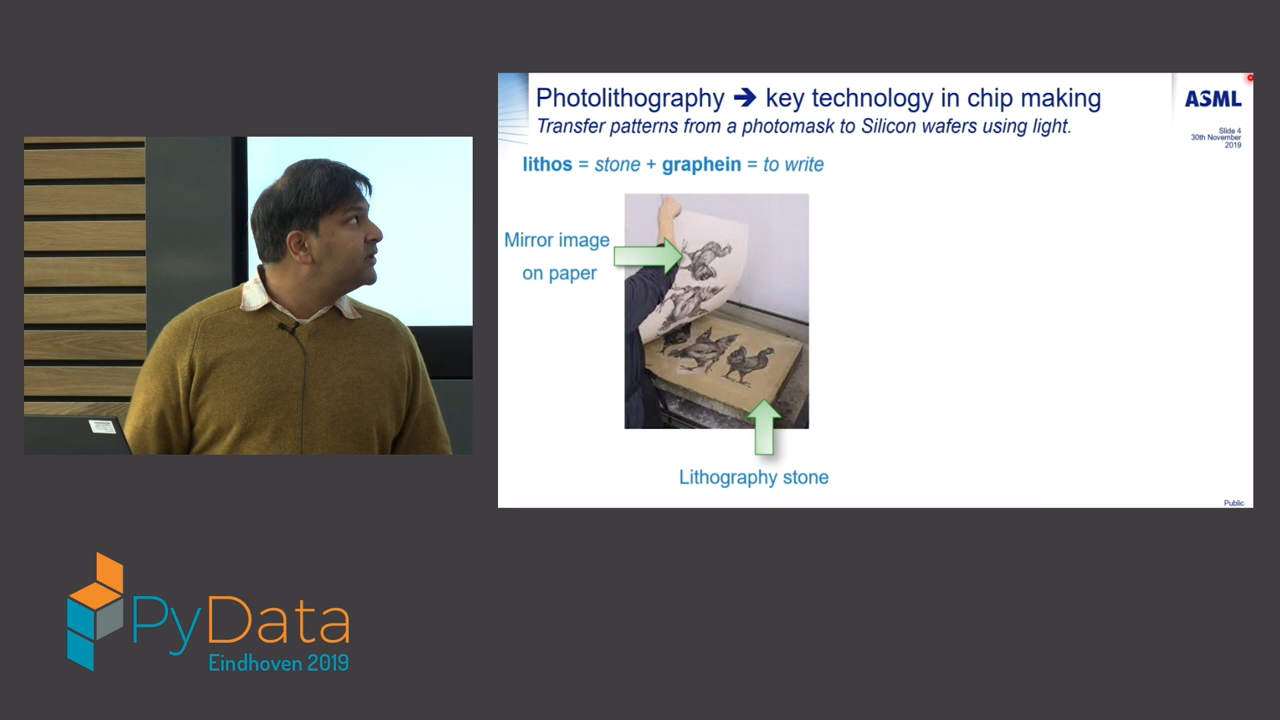 Photolithography ➔ key technology in chip making
Transfer patterns from a photomask to Silicon wafers using light.
ASML
Slide 4
30th November
2019
lithos = stone + graphein = to write
Mirror image
on paper
Lithography stone
Public
PyData
Eindhoven 2019